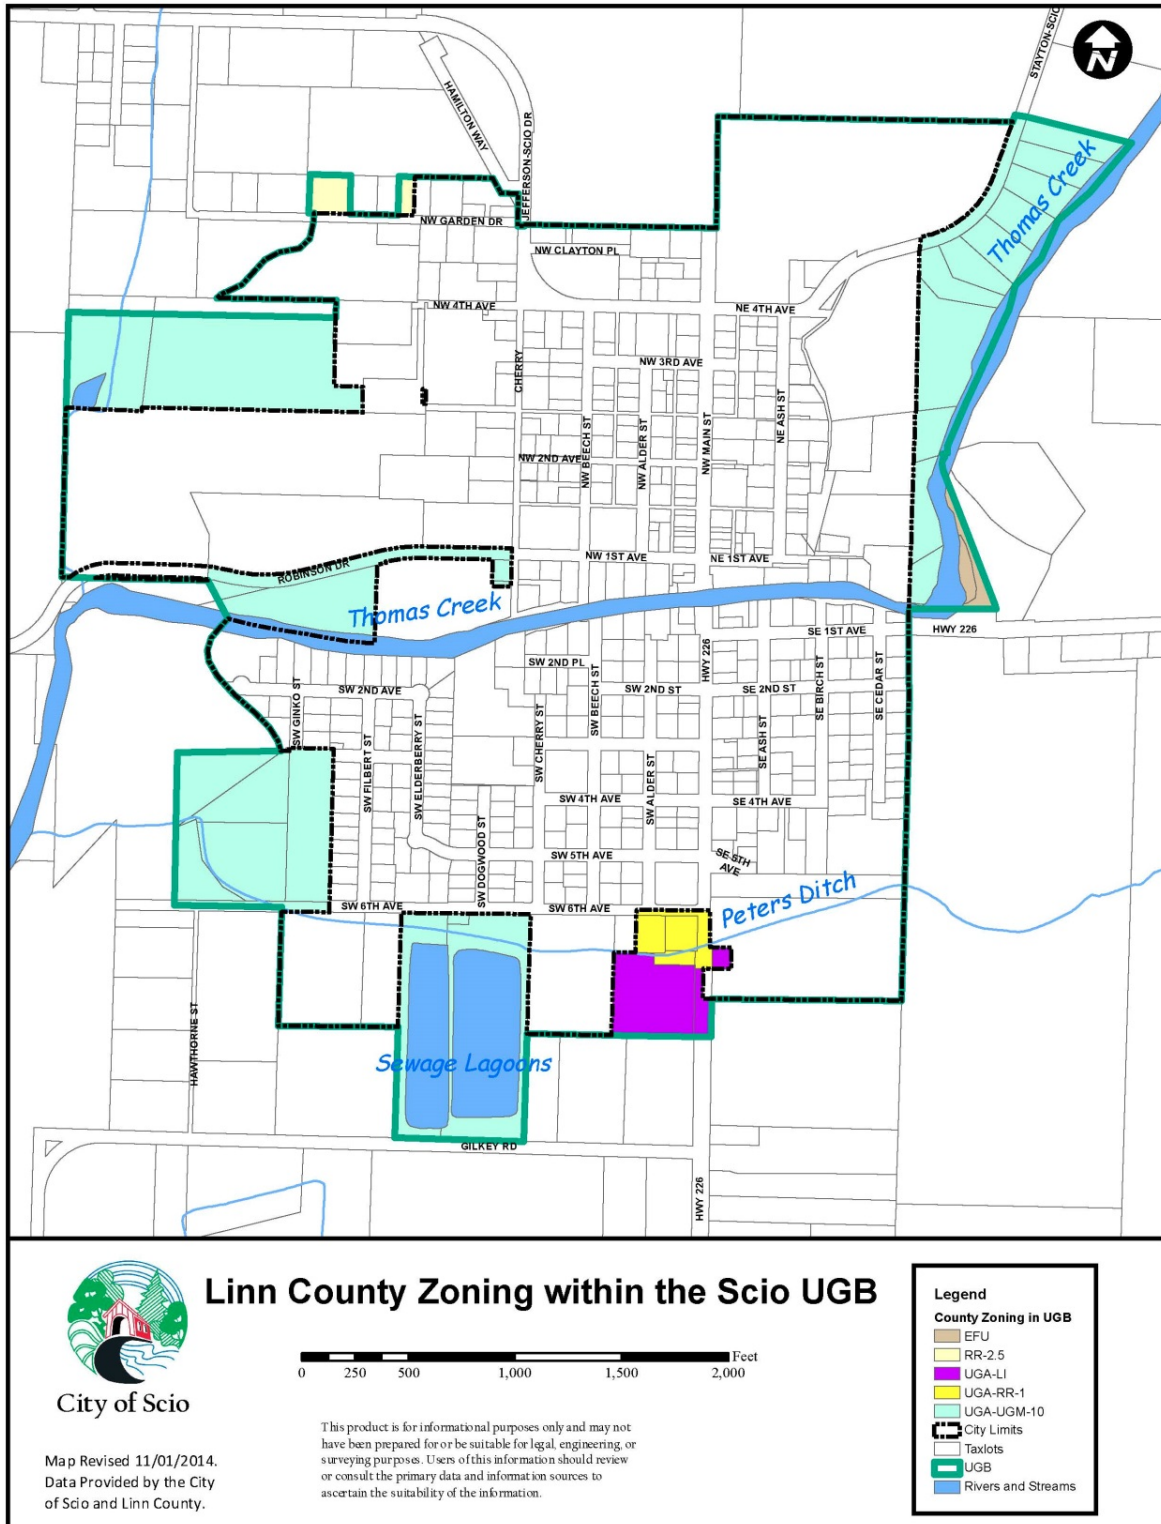 STAYTON-SCIO
N
HAMILTON WAY
JEFFERSON-SCIO DR
Thomas Creek
NW GARDEN DR
NW CLAYTON PL
NW 4TH AVE
NE 4TH AVE
CHERRY
NW 3RD AVE
NW BEECH ST
NW ALDER ST
NW MAIN ST
NE ASH ST
NW 2ND AVE
NW 1ST AVE
NE 1ST AVE
ROBINSON DR
Thomas Creek
SE 1ST AVE
HWY 226
HWY 226
SW 2ND PL
SW 2ND AVE
SW 2ND ST
SE 2ND ST
SW GINKO ST
SW BEECH ST
SE BIRCH ST
SE CEDAR ST
SW FILBERT ST
SW ELDERBERRY ST
SW CHERRY ST
SE ASH ST
SW ALDER ST
SW 4TH AVE
SE 4TH AVE
SW DOGWOOD ST
SW 5TH AVE
SE 5TH
AVE
Peters Ditch
SW 6TH AVE
SW 6TH AVE
HAWTHORNE ST
Sewage Lagoons
GILKEY RD
HWY 226
Linn County Zoning within the Scio UGB
City of Scio
Feet
0 250 500 1,000 1,500 2,000
Map Revised 11/01/2014.
Data Provided by the City
of Scio and Linn County.
This product is for informational purposes only and may not
have been prepared for or be suitable for legal, engineering, or
surveying purposes. Users of this information should review
or consult the primary data and information sources to
ascertain the suitability of the information.
Legend
County Zoning in UGB
EFU
RR-2.5
UGA-LI
UGA-RR-1
UGA-UGM-10
City Limits
Taxlots
UGB
Rivers and Streams